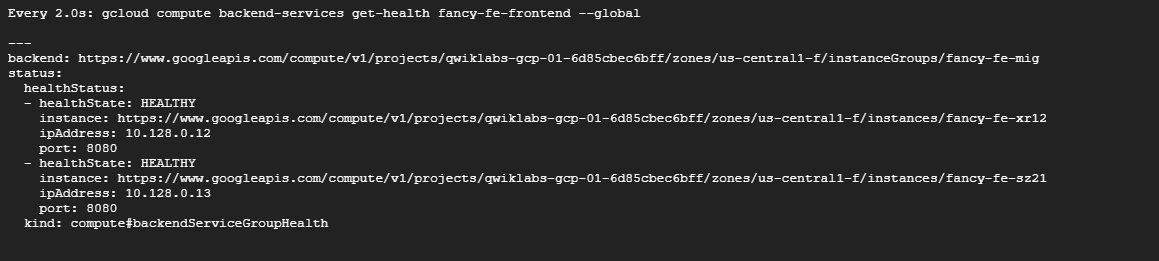 Every 2.0s: gcloud compute backend-services get-health fancy-fe-frontend --global
---
backend: https://www.googleapis.com/compute/v1/projects/qwiklabs-gcp-01-6d85cbec6bff/zones/us-central1-f/instanceGroups/fancy-fe-mig
status:
  healthStatus:
  - healthState: HEALTHY
    instance: https://www.googleapis.com/compute/v1/projects/qwiklabs-gcp-01-6d85cbec6bff/zones/us-central1-f/instances/fancy-fe-xr12
    ipAddress: 10.128.0.12
    port: 8080
  - healthState: HEALTHY
    instance: https://www.googleapis.com/compute/v1/projects/qwiklabs-gcp-01-6d85cbec6bff/zones/us-central1-f/instances/fancy-fe-sz21
    ipAddress: 10.128.0.13
    port: 8080
  kind: compute#backendServiceGroupHealth